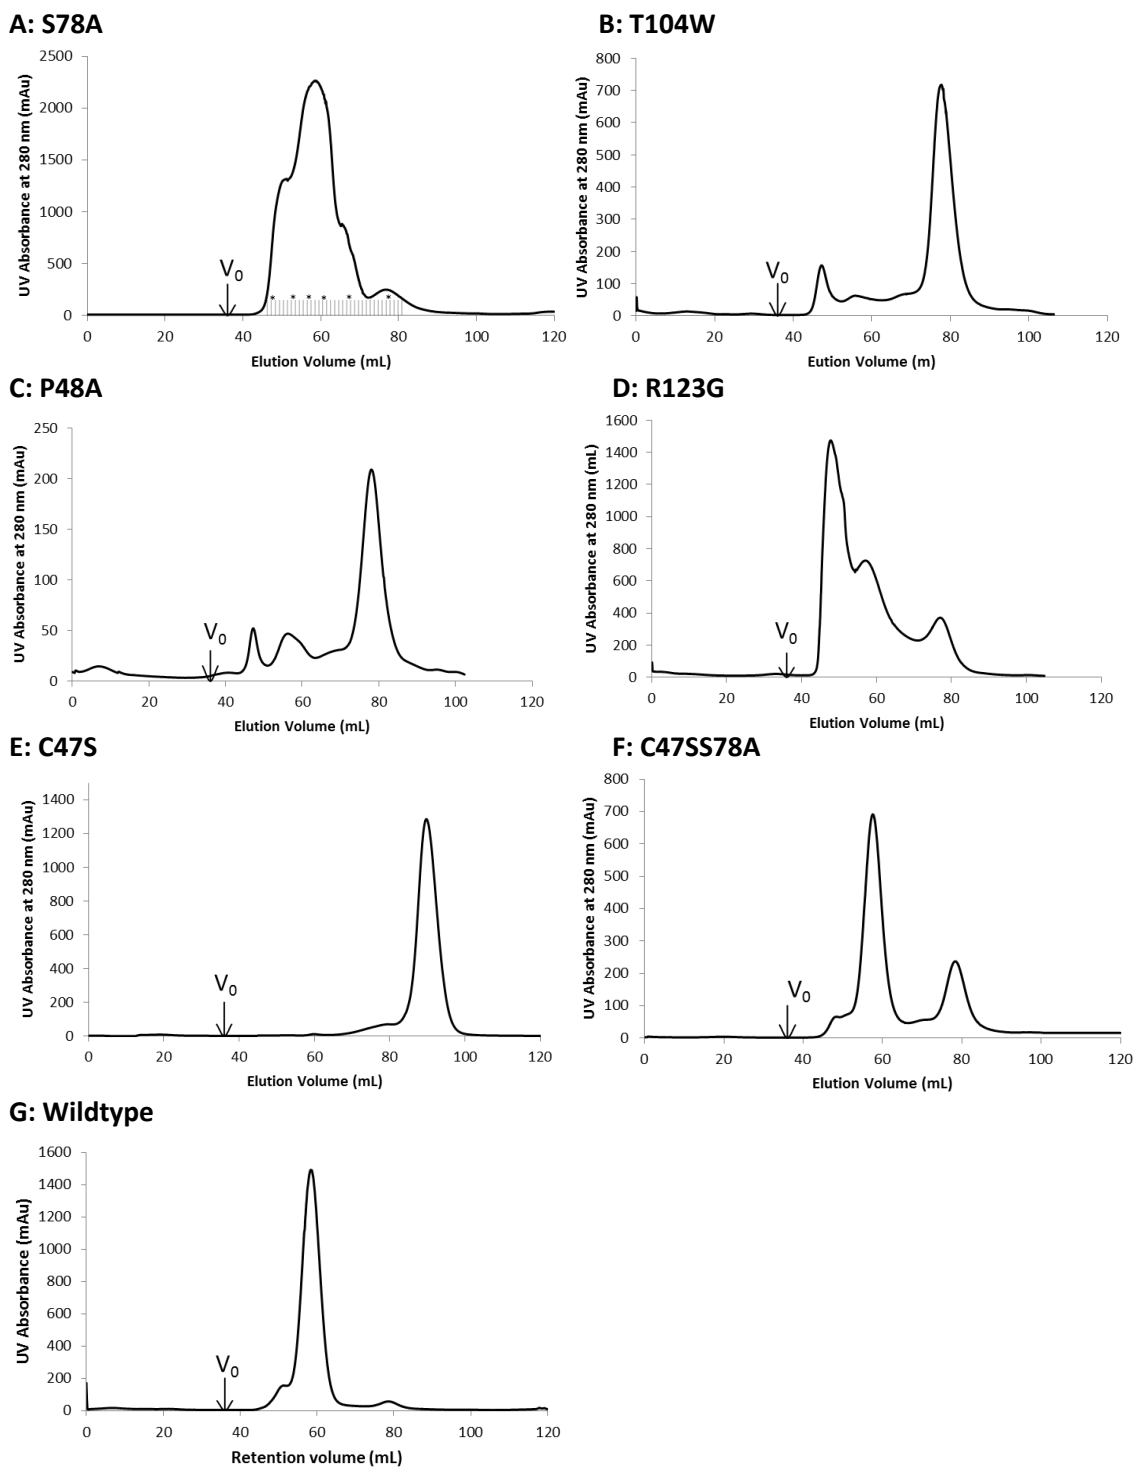 A: S78A
UV Absorbance at 280 nm (mAu)
2500
2000
1500
1000
500
0
V0
* * * * * *
0 20 40 60 80 100 120
Elution Volume (mL)
B: T104W
UV Absorbance at 280 nm (mAu)
800
700
600
500
400
300
200
100
0
V0
0 20 40 60 80 100 120
Eution Volume (m)
C: P48A
UV Absorbance at 280 nm (mAu)
250
200
150
100
50
0
V0
0 20 40 60 80 100 120
Elution Volume (mL)
D: R123G
UV Absorbance at 280 nm (mL)
1600
1400
1200
1000
800
600
400
200
0
V0
0 20 40 60 80 100 120
Elution Volume (mL)
E: C47S
UV Absorbance at 280 nm (mAu)
1400
1200
1000
800
600
400
200
0
V0
0 20 40 60 80 100 120
Elution Volume (mL)
F: C47SS78A
UV Absorbance at 280 nm (mAu)
800
700
600
500
400
300
200
100
0
V0
0 20 40 60 80 100 120
Elution Volume (mL)
G: Wildtype
UV Absorbance (mAu)
1600
1400
1200
1000
800
600
400
200
0
V0
0 20 40 60 80 100 120
Retention volume (mL)